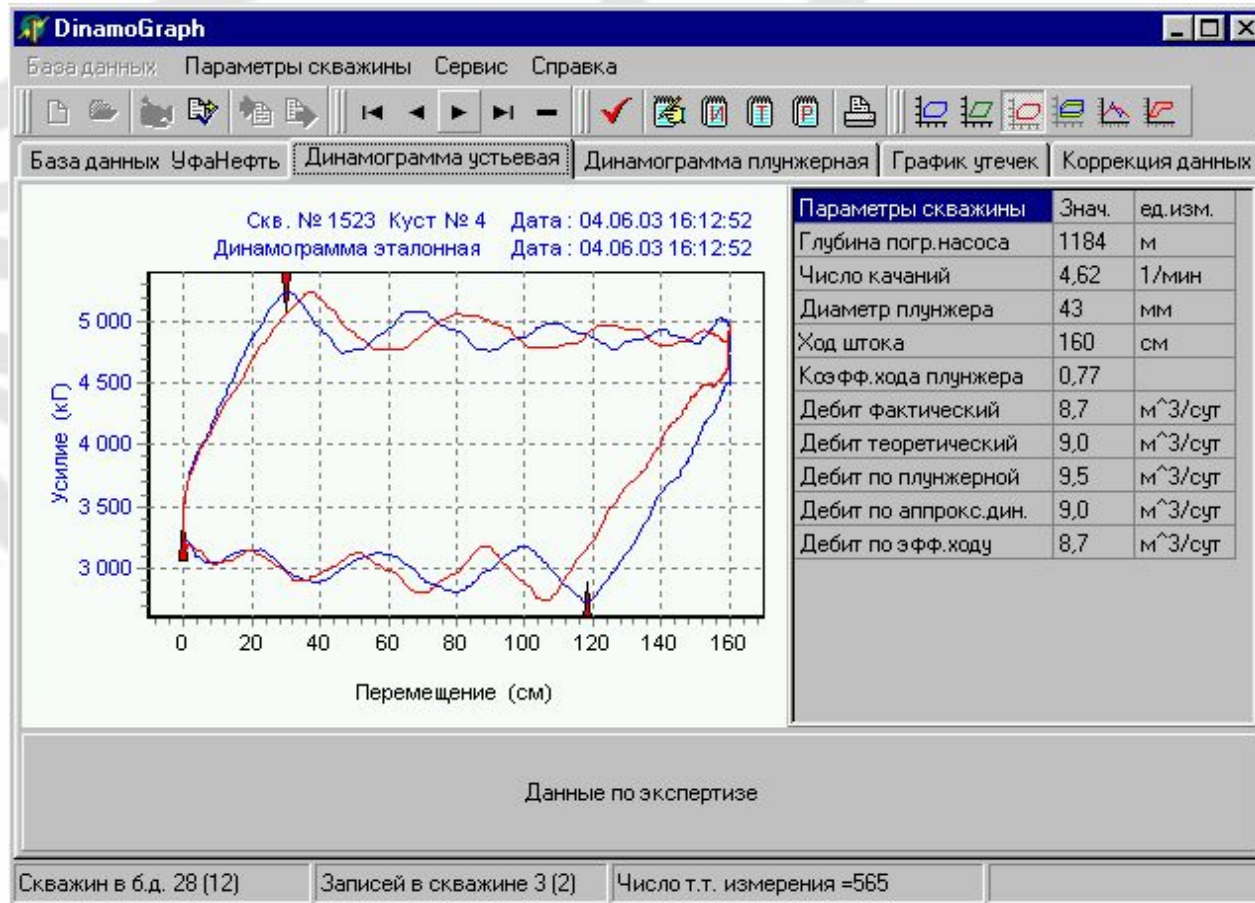 DinamoGraph
База данных Параметры скважины Сервис Справка
База данных УфаНефть Динамограмма устьевая Динамограмма плунжерная График утечек Коррекция данных
Скв. № 1523 Куст № 4 Дата : 04.06.03 16:12:52
Динамограмма эталонная Дата : 04.06.03 16:12:52
5 000
4 500
4 000
3 500
3 000
Усилие (кГ)
0 20 40 60 80 100 120 140 160
Перемещение (см)
Параметры скважины Знач. ед.изм.
Глубина погр.насоса 1184 м
Число качаний 4,62 1/мин
Диаметр плунжера 43 мм
Ход штока 160 см
Коэфф.хода плунжера 0,77
Дебит фактический 8,7 м^3/сут
Дебит теоретический 9,0 м^3/сут
Дебит по плунжерной 9,5 м^3/сут
Дебит по аппрокс.дин. 9,0 м^3/сут
Дебит по эфф.ходу 8,7 м^3/сут
Данные по экспертизе
Скважин в б.д. 28 (12) Записей в скважине 3 (2) Число т.т. измерения =565